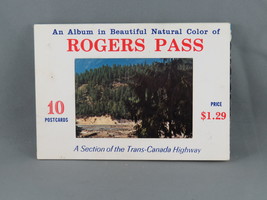 An Album in Beautiful Natural Color of
ROGERS PASS
10
POSTCARDS
PRICE
$1.29
A Section of the Trans-Canada Highway